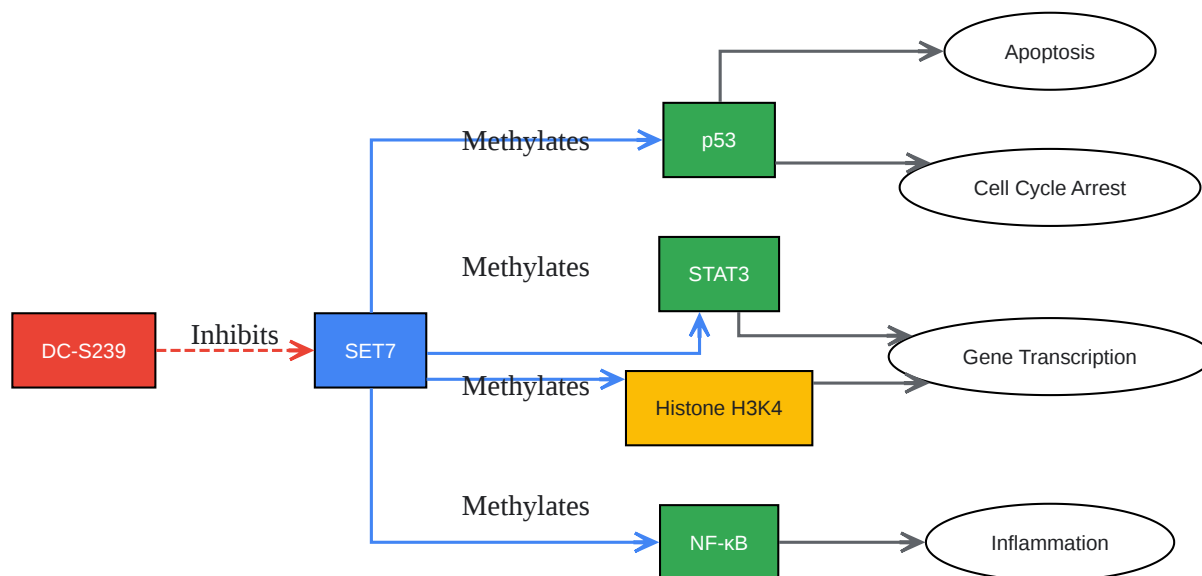 Apoptosis
Methylates
p53
Cell Cycle Arrest
Methylates
STAT3
DC-S239
Inhibits
SET7
Gene Transcription
Methylates
Histone H3K4
Methylates
NF-κB
Inflammation